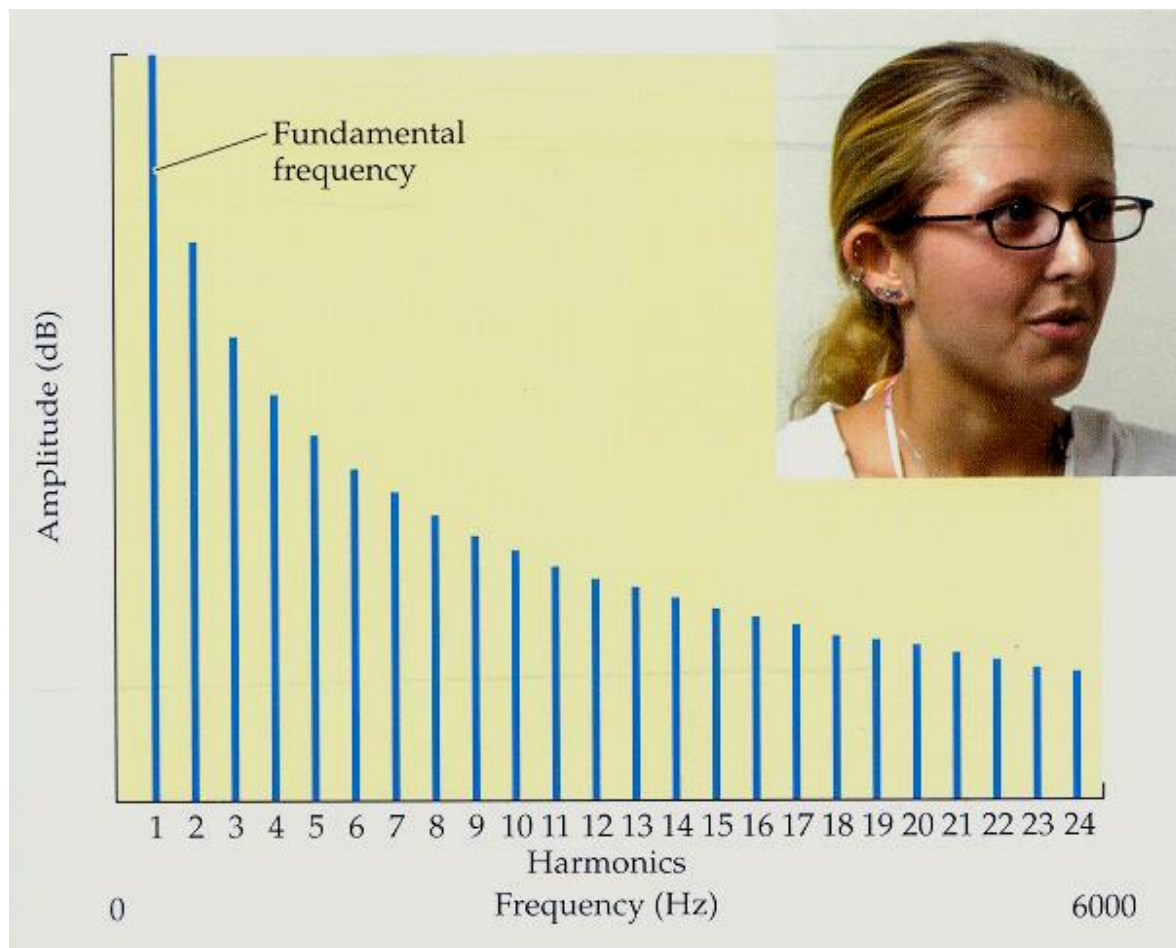 Fundamental
frequency
Amplitude (dB)
1 2 3 4 5 6 7 8 9 10 11 12 13 14 15 16 17 18 19 20 21 22 23 24
Harmonics
0 Frequency (Hz) 6000